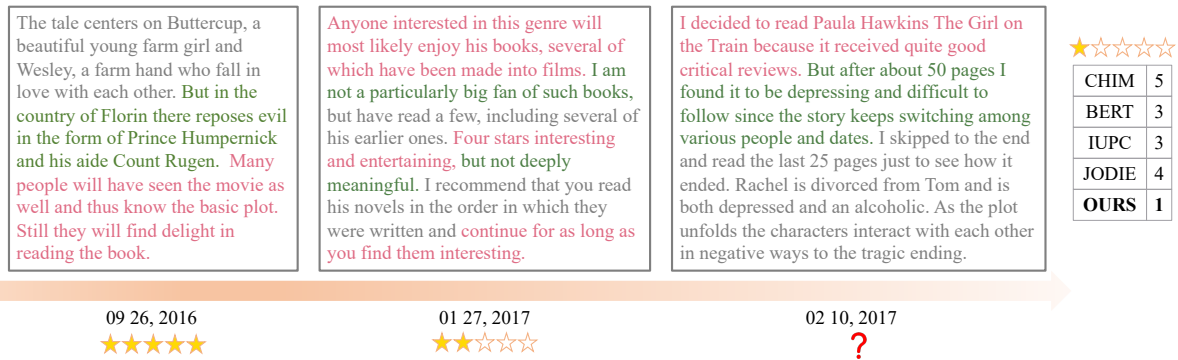 The tale centers on Buttercup, a
beautiful young farm girl and
Wesley, a farm hand who fall in
love with each other. But in the
country of Florin there reposes evil
in the form of Prince Humpernick
and his aide Count Rugen. Many
people will have seen the movie as
well and thus know the basic plot.
Still they will find delight in
reading the book.
Anyone interested in this genre will
most likely enjoy his books, several of
which have been made into films. I am
not a particularly big fan of such books,
but have read a few, including several of
his earlier ones. Four stars interesting
and entertaining, but not deeply
meaningful. I recommend that you read
his novels in the order in which they
were written and continue for as long as
you find them interesting.
I decided to read Paula Hawkins The Girl on
the Train because it received quite good
critical reviews. But after about 50 pages I
found it to be depressing and difficult to
follow since the story keeps switching among
various people and dates. I skipped to the end
and read the last 25 pages just to see how it
ended. Rachel is divorced from Tom and is
both depressed and an alcoholic. As the plot
unfolds the characters interact with each other
in negative ways to the tragic ending.
CHIM 5
BERT 3
IUPC 3
JODIE 4
OURS 1
09 26, 2016
01 27, 2017
02 10, 2017
?